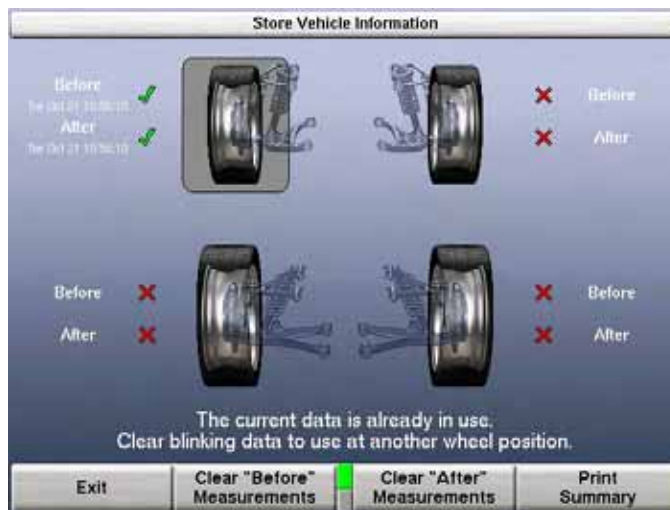 Store Vehicle Information
Before
After
Before
After
Before
After
Before
After
The current data is already in use.
Clear blinking data to use at another wheel position.
Exit
Clear "Before"
Measurements
Clear "After"
Measurements
Print
Summary